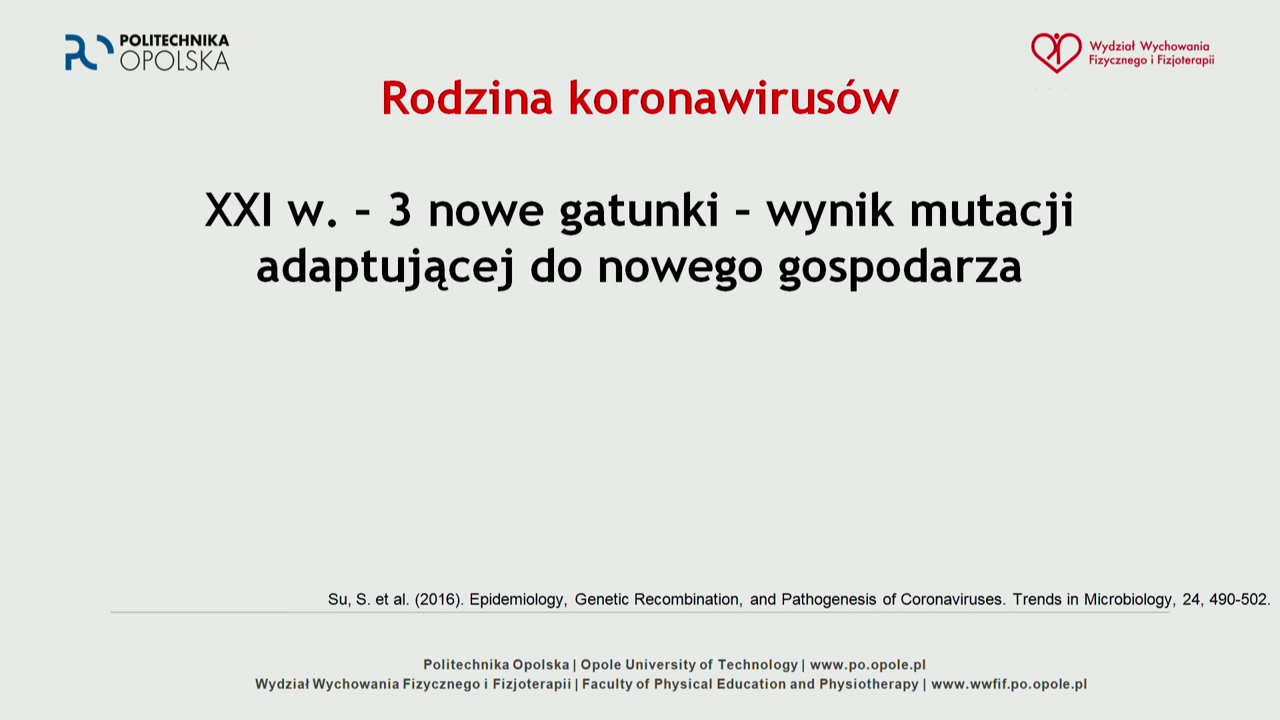 POLITECHNIKA
OPOLSKA
Wydział Wychowania
Fizycznego i Fizjoterapii
Rodzina koronawirusów
XXI w. – 3 nowe gatunki – wynik mutacji
adaptującej do nowego gospodarza
Su, S. et al. (2016). Epidemiology, Genetic Recombination, and Pathogenesis of Coronaviruses. Trends in Microbiology, 24, 490-502.
Politechnika Opolska | Opole University of Technology | www.po.opole.pl
Wydział Wychowania Fizycznego i Fizjoterapii | Faculty of Physical Education and Physiotherapy | www.wwfif.po.opole.pl